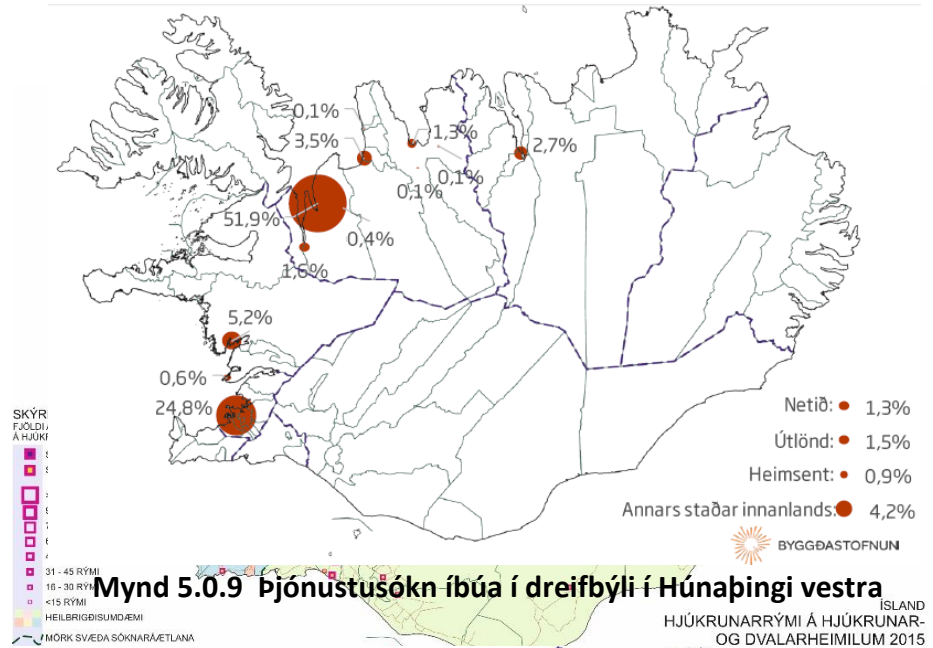 0,1%
3,5%
1,3%
2,7%
0,1%
0,1%
51,9%
0,4%
1,6%
5,2%
0,6%
24,8%
Netið: 1,3%
Útlönd: 1,5%
Heimsent: 0,9%
Annars staðar innanlands: 4,2%
BYGGÐASTOFNUN
SKÝR
FJÖLDI
Á HJÚKR
31 - 45 RÝMI
16 - 30 RÝMI
<15 RÝMI
HEILBRIGÐISUMDÆMI
MÖRK SVÆÐA SÓKNARÁÆTLANA
Mynd 5.0.9 Þjónustusókn íbúa í dreifbýli í Húnaþingi vestra
ÍSLAND
HJÚKRUNARRÝMI Á HJÚKRUNAR-
OG DVALARHEIMILUM 2015